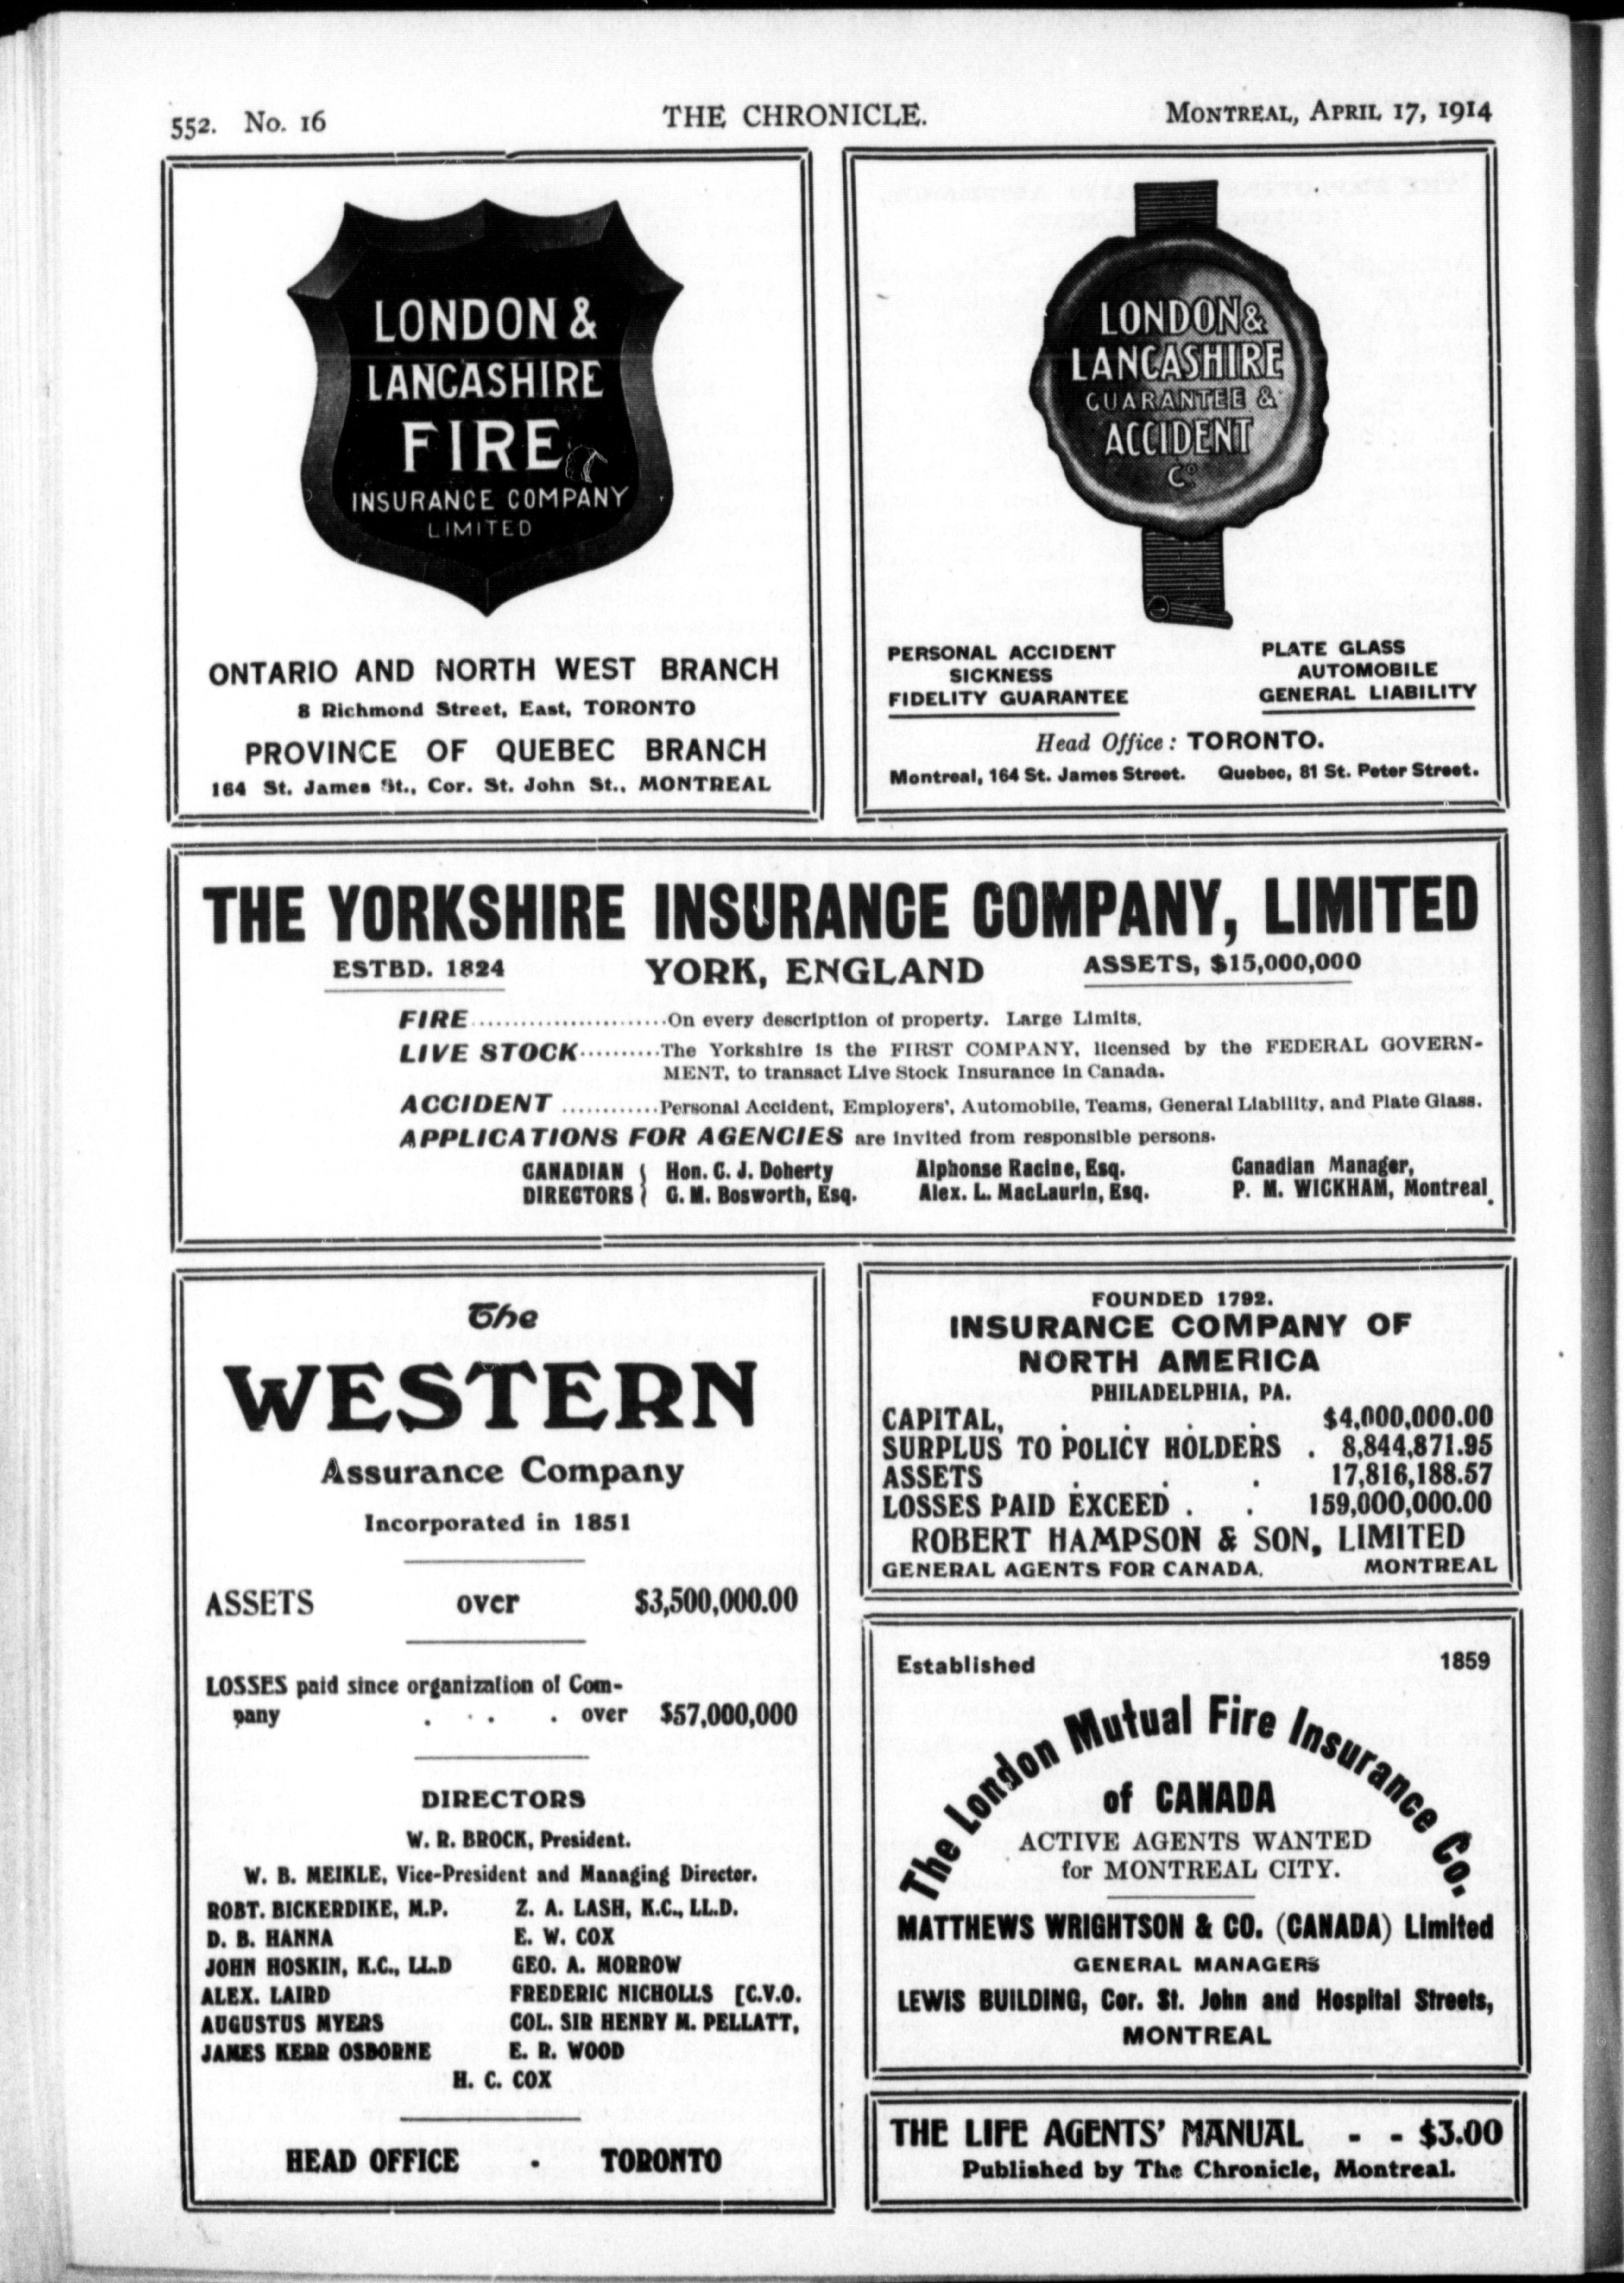 552. No. 16 THE CHRONICLE. MONTREAL, APRIL 17, 1914
LONDON &
LANCASHIRE
FIRE
INSURANCE COMPANY
LIMITED
ONTARIO AND NORTH WEST BRANCH
8 Richmond Street, East, TORONTO
PROVINCE OF QUEBEC BRANCH
164 St. James St., Cor. St. John St., MONTREAL
LONDON &
LANCASHIRE
GUARANTEE &
ACCIDENT
Co
PERSONAL ACCIDENT
SICKNESS
FIDELITY GUARANTEE
PLATE GLASS
AUTOMOBILE
GENERAL LIABILITY
Head Office: TORONTO.
Montreal, 164 St. James Street. Quebec, 81 St. Peter Street.
THE YORKSHIRE INSURANCE COMPANY, LIMITED
ESTBD. 1824 YORK, ENGLAND ASSETS, $15,000,000
FIRE........................On every description of property. Large Limits.
LIVE STOCK..........The Yorkshire is the FIRST COMPANY, licensed by the FEDERAL GOVERN-
MENT, to transact Live Stock Insurance in Canada.
ACCIDENT ............Personal Accident, Employers', Automobile, Teams, General Liability, and Plate Glass.
APPLICATIONS FOR AGENCIES are invited from responsible persons.
CANADIAN { Hon. C. J. Doherty Alphonse Racine, Esq. Canadian Manager,
DIRECTORS { G. M. Bosworth, Esq. Alex. L. MacLaurin, Esq. P. M. WICKHAM, Montreal.
The
WESTERN
Assurance Company
Incorporated in 1851
ASSETS over $3,500,000.00
LOSSES paid since organization of Com-
pany . . . . over $57,000,000
DIRECTORS
W. R. BROCK, President.
W. B. MEIKLE, Vice-President and Managing Director.
ROBT. BICKERDIKE, M.P. Z. A. LASH, K.C., LL.D.
D. B. HANNA E. W. COX
JOHN HOSKIN, K.C., LL.D GEO. A. MORROW
ALEX. LAIRD FREDERIC NICHOLLS [C.V.O.
AUGUSTUS MYERS COL. SIR HENRY M. PELLATT,
JAMES KERR OSBORNE E. R. WOOD
H. C. COX
HEAD OFFICE - TORONTO
FOUNDED 1792.
INSURANCE COMPANY OF
NORTH AMERICA
PHILADELPHIA, PA.
CAPITAL, . . . . $4,000,000.00
SURPLUS TO POLICY HOLDERS . 8,844,871.95
ASSETS . . . 17,816,188.57
LOSSES PAID EXCEED . . 159,000,000.00
ROBERT HAMPSON & SON, LIMITED
GENERAL AGENTS FOR CANADA. MONTREAL
Established 1859
The London Mutual Fire Insurance Co.
of CANADA
ACTIVE AGENTS WANTED
for MONTREAL CITY.
MATTHEWS WRIGHTSON & CO. (CANADA) Limited
GENERAL MANAGERS
LEWIS BUILDING, Cor. St. John and Hospital Streets,
MONTREAL
THE LIFE AGENTS' MANUAL - - $3.00
Published by The Chronicle, Montreal.